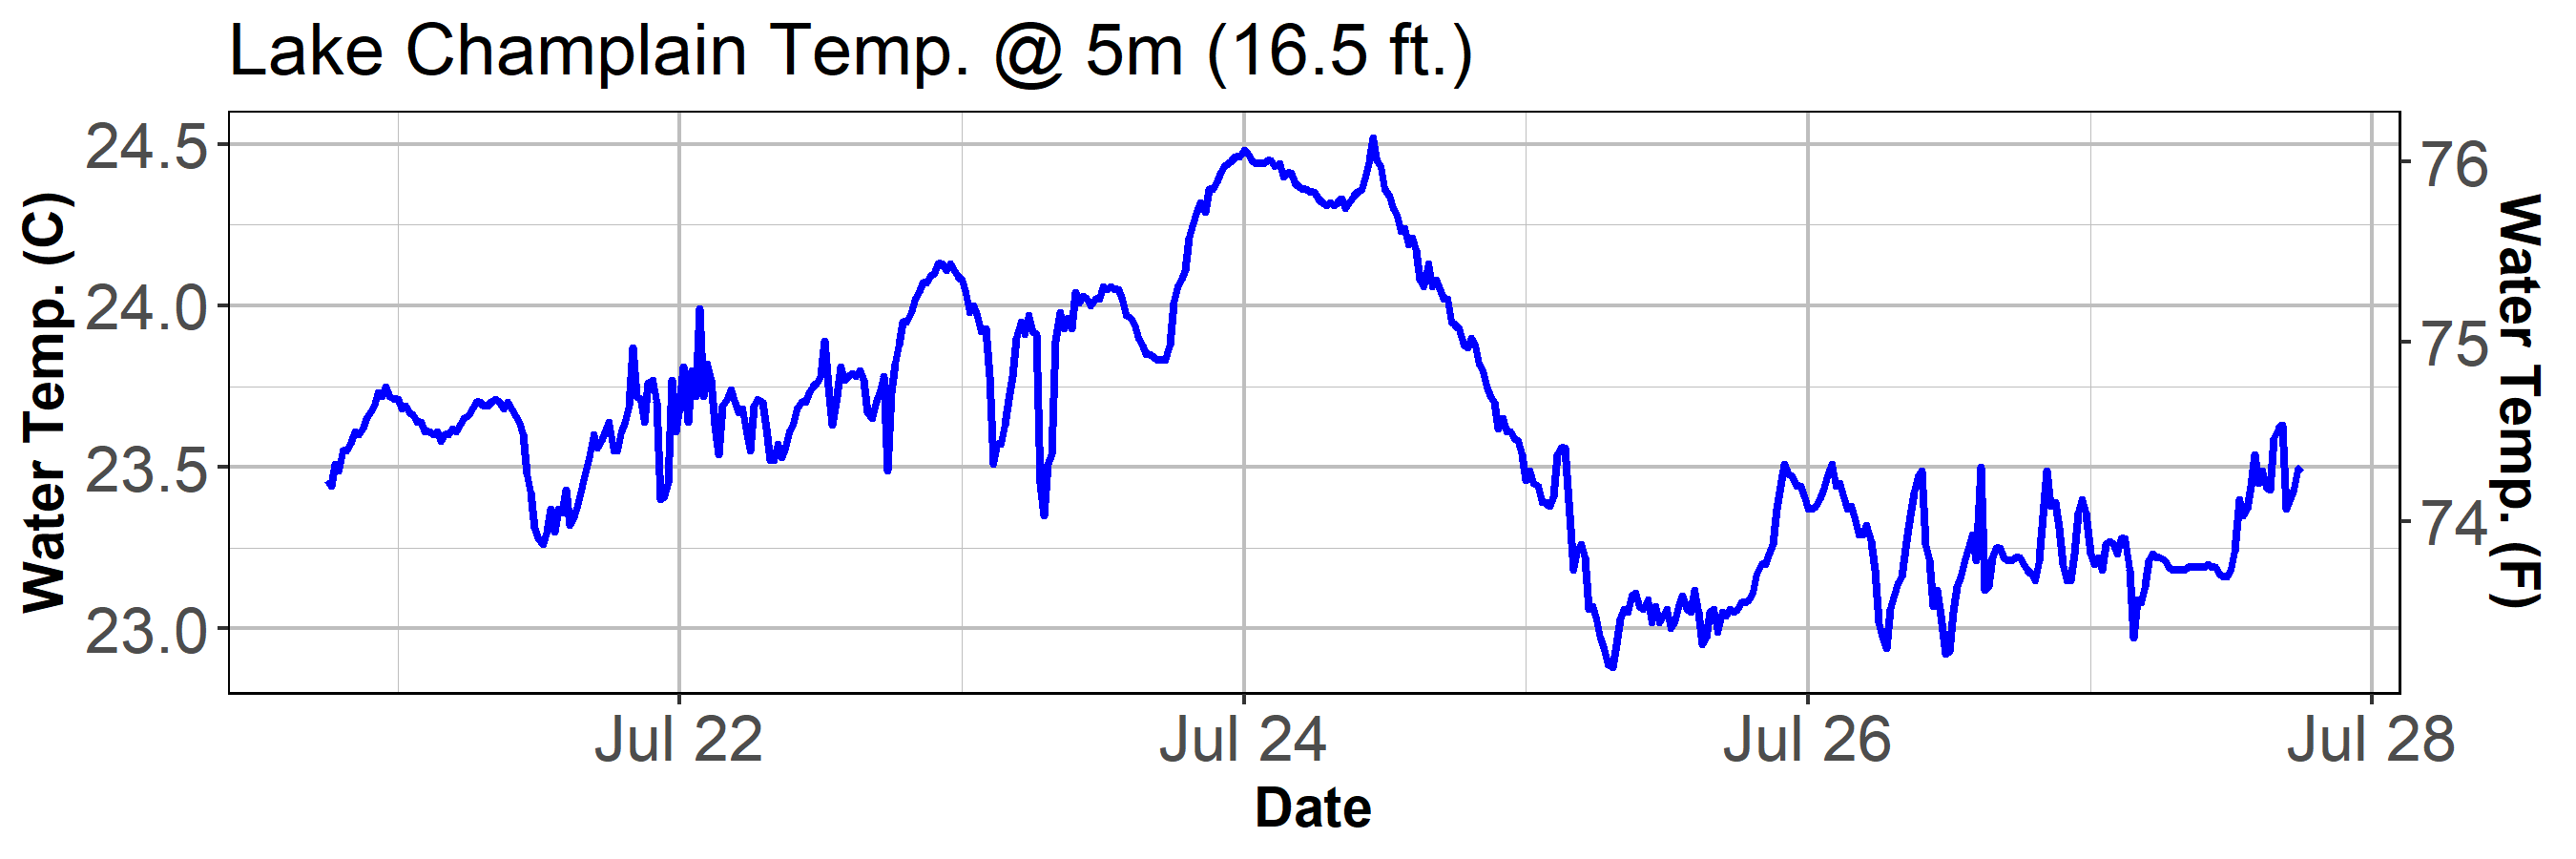 Lake Champlain Temp. @ 5m (16.5 ft.)
Water Temp. (C)
24.5
24.0
23.5
23.0
76
75
74
Water Temp. (F)
Jul 22
Jul 24
Jul 26
Jul 28
Date